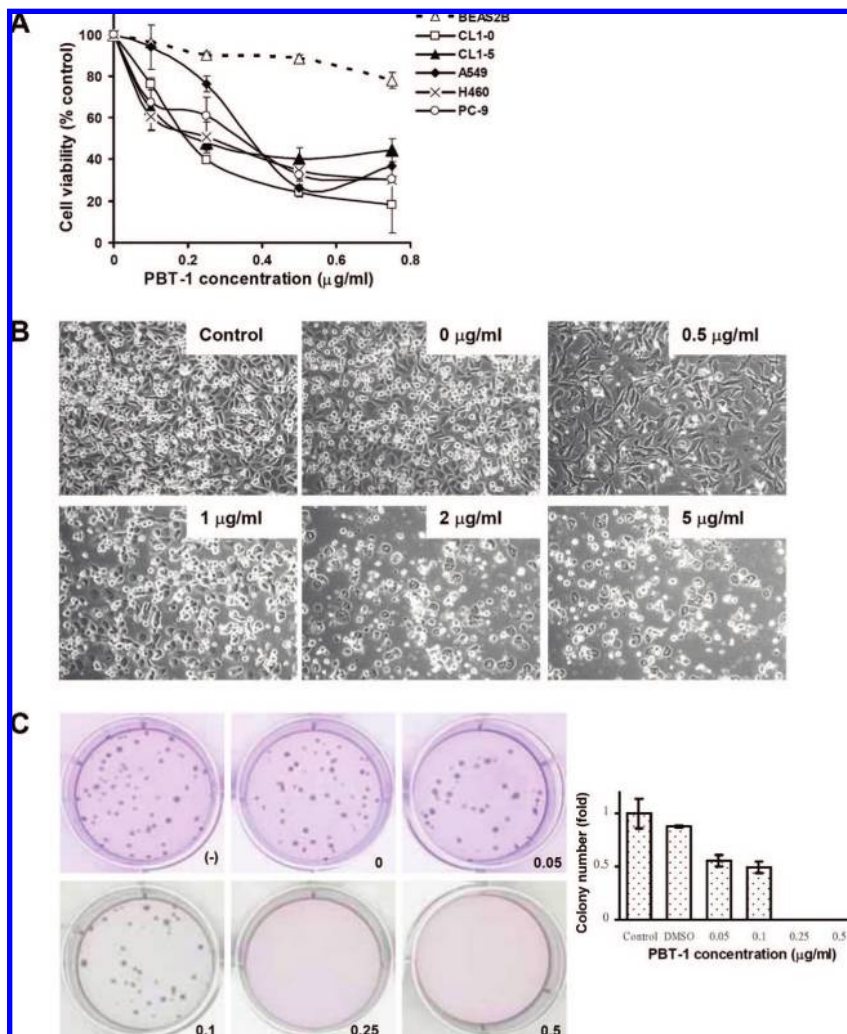 A
Cell viability (% control)
100
80
60
40
20
0
0
0.2
0.4
0.6
0.8
PBT-1 concentration (μg/ml)
BEAS2B
CL1-0
CL1-5
A549
H460
PC-9
B
Control
0 μg/ml
0.5 μg/ml
1 μg/ml
2 μg/ml
5 μg/ml
C
(-)
0
0.05
0.1
0.25
0.5
Colony number (fold)
1
0.5
0
Control DMSO 0.05 0.1 0.25 0.5
PBT-1 concentration (μg/ml)